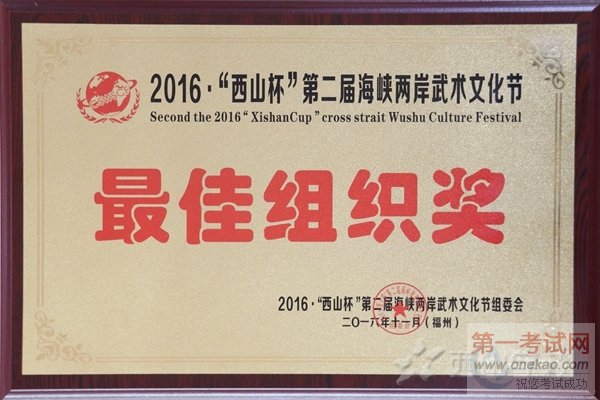 2016·“西山杯”第二届海峡两岸武术文化节
Second the 2016“ XishanCup ”cross strait Wushu Culture Festival
最佳组织奖
2016·“西山杯”第二届海峡两岸武术文化节组委会
二〇一六年十一月（福州）
第一考试网
www.onekao.com
祝您考试成功